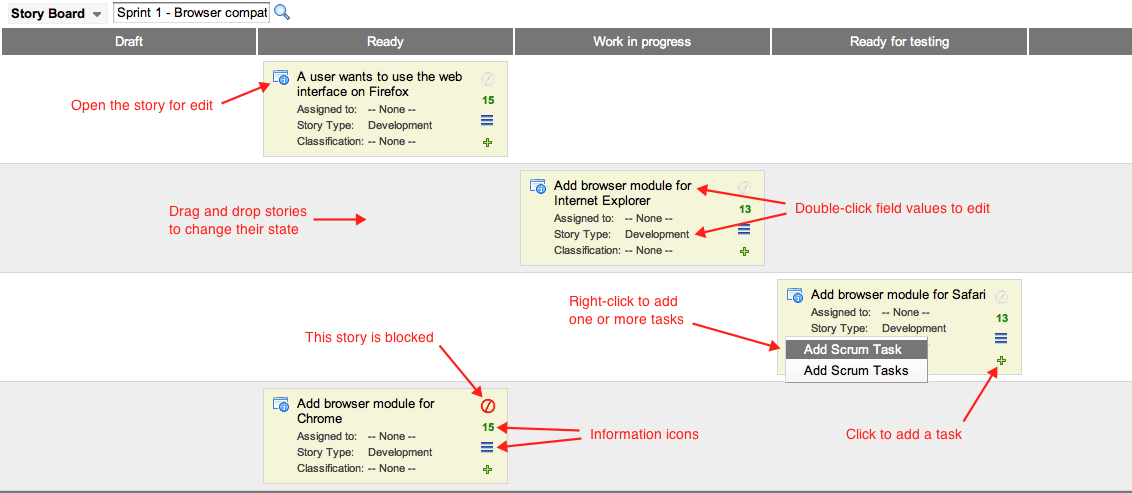 Story Board
Sprint 1 - Browser compat
Draft
Ready
Work in progress
Ready for testing
A user wants to use the web
interface on Firefox
15
Assigned to: -- None --
Story Type: Development
Classification: -- None --
Open the story for edit
Add browser module for
Internet Explorer
13
Assigned to: -- None --
Story Type: Development
Classification: -- None --
Drag and drop stories
to change their state
Double-click field values to edit
Add browser module for Safari
13
Assigned to: -- None --
Story Type: Development
Add Scrum Task
Add Scrum Tasks
Right-click to add
one or more tasks
This story is blocked
Add browser module for
Chrome
15
Assigned to: -- None --
Story Type: Development
Classification: -- None --
Information icons
Click to add a task